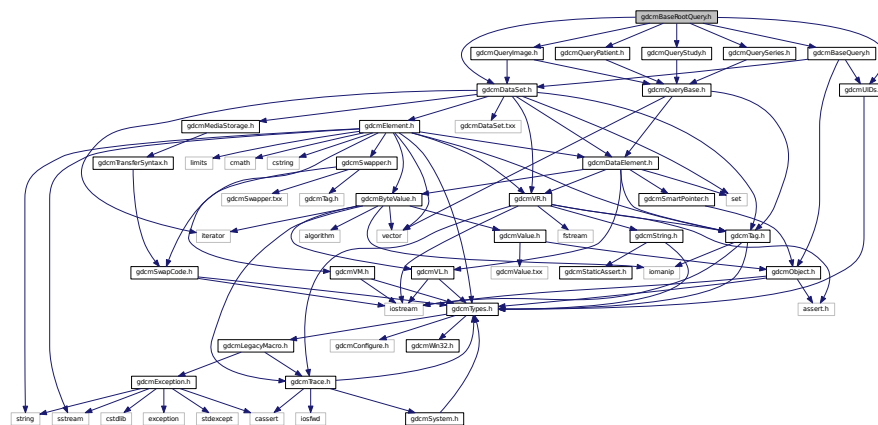 gdcmBaseRootQuery.h
gdcmQueryImage.h gdcmQueryPatient.h gdcmQueryStudy.h gdcmQuerySeries.h gdcmBaseQuery.h
gdcmDataSet.h gdcmQueryBase.h gdcmUIDs.
gdcmMediaStorage.h gdcmElement.h gdcmDataSet.txx
gdcmTransferSyntax.h limits cmath cstring gdcmSwapper.h gdcmDataElement.h
gdcmSwapper.txx gdcmTag.h gdcmByteValue.h gdcmVR.h gdcmSmartPointer.h set
iterator algorithm vector gdcmValue.h fstream gdcmString.h gdcmTag.h
gdcmSwapCode.h gdcmVM.h gdcmVL.h gdcmValue.txx gdcmStaticAssert.h iomanip gdcmObject.h
iostream gdcmTypes.h assert.h
gdcmLegacyMacro.h gdcmConfigure.h gdcmWin32.h
gdcmException.h gdcmTrace.h
string sstream cstdlib exception stdexcept cassert iosfwd gdcmSystem.h